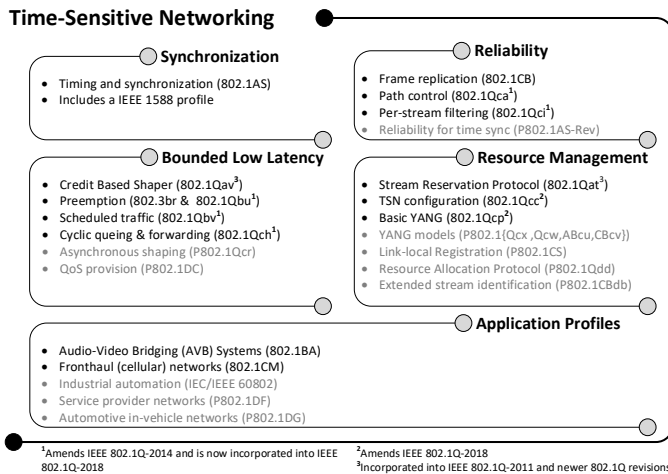 Time-Sensitive Networking
Synchronization
• Timing and synchronization (802.1AS)
• Includes a IEEE 1588 profile
Reliability
• Frame replication (802.1CB)
• Path control (802.1Qca¹)
• Per-stream filtering (802.1Qci¹)
• Reliability for time sync (P802.1AS-Rev)
Bounded Low Latency
• Credit Based Shaper (802.1Qav³)
• Preemption (802.3br & 802.1Qbu¹)
• Scheduled traffic (802.1Qbv¹)
• Cyclic queing & forwarding (802.1Qch¹)
• Asynchronous shaping (P802.1Qcr)
• QoS provision (P802.1DC)
Resource Management
• Stream Reservation Protocol (802.1Qat³)
• TSN configuration (802.1Qcc²)
• Basic YANG (802.1Qcp²)
• YANG models (P802.1{Qcx ,Qcw,ABcu,CBcv})
• Link-local Registration (P802.1CS)
• Resource Allocation Protocol (P802.1Qdd)
• Extended stream identification (P802.1CBdb)
Application Profiles
• Audio-Video Bridging (AVB) Systems (802.1BA)
• Fronthaul (cellular) networks (802.1CM)
• Industrial automation (IEC/IEEE 60802)
• Service provider networks (P802.1DF)
• Automotive in-vehicle networks (P802.1DG)
¹Amends IEEE 802.1Q-2014 and is now incorporated into IEEE
802.1Q-2018
²Amends IEEE 802.1Q-2018
³Incorporated into IEEE 802.1Q-2011 and newer 802.1Q revisions